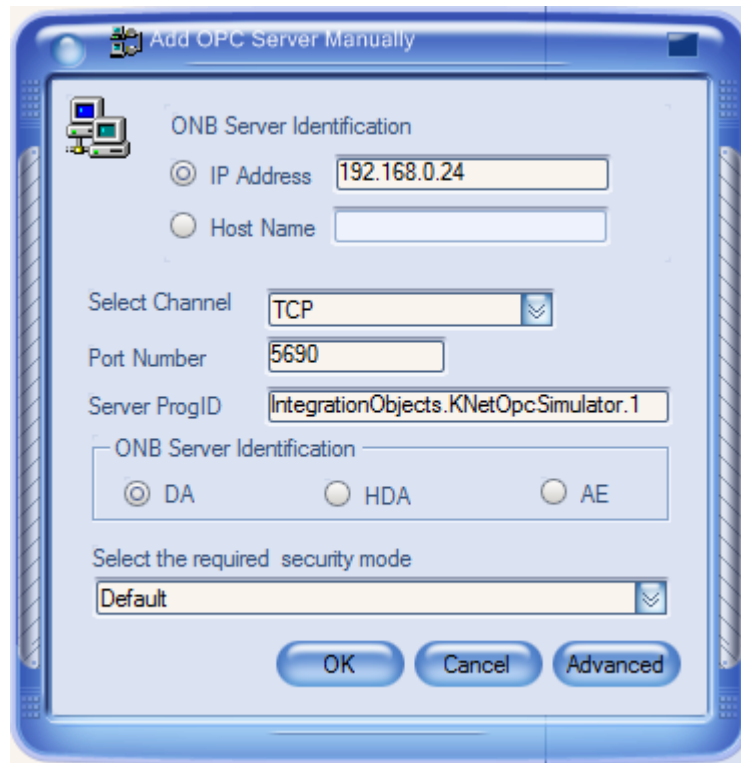 Add OPC Server Manually
ONB Server Identification
IP Address 192.168.0.24
Host Name
Select Channel TCP
Port Number 5690
Server ProgID IntegrationObjects.KNetOpcSimulator.1
ONB Server Identification
DA HDA AE
Select the required security mode
Default
OK Cancel Advanced